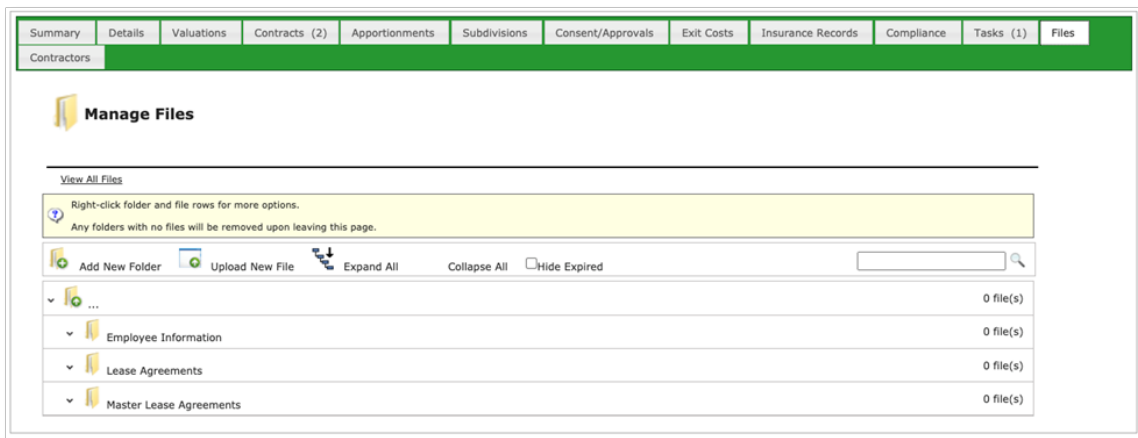 Summary Details Valuations Contracts (2) Apportionments Subdivisions Consent/Approvals Exit Costs Insurance Records Compliance Tasks (1) Files
Contractors
Manage Files
View All Files
Right-click folder and file rows for more options.
Any folders with no files will be removed upon leaving this page.
Add New Folder Upload New File Expand All Collapse All Hide Expired
... 0 file(s)
Employee Information 0 file(s)
Lease Agreements 0 file(s)
Master Lease Agreements 0 file(s)